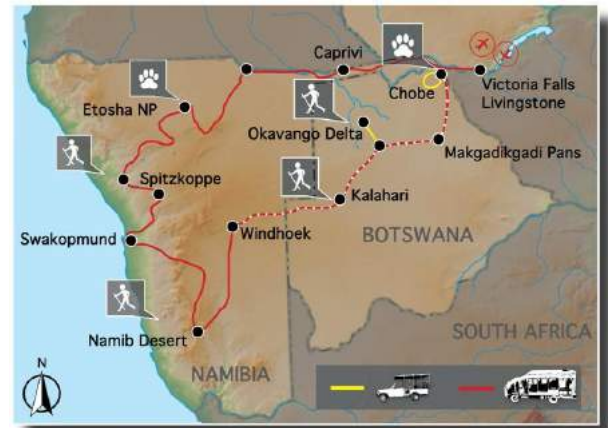 Caprivi
Etosha NP
Chobe
Victoria Falls
Livingstone
Okavango Delta
Makgadikgadi Pans
Spitzkoppe
Kalahari
Swakopmund
Windhoek
BOTSWANA
Namib Desert
SOUTH AFRICA
NAMIBIA
N